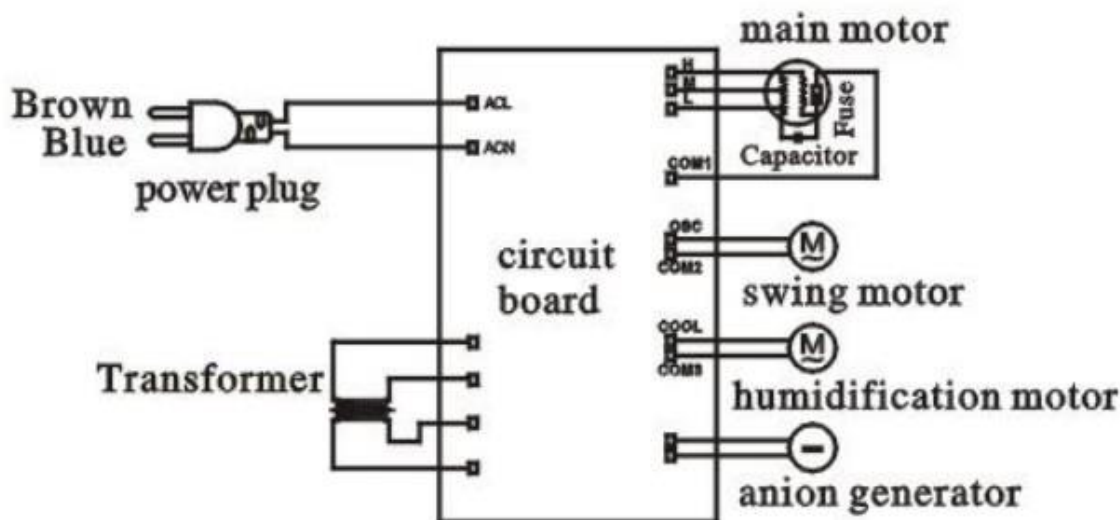 main motor
Brown
Blue
power plug
ACL
ACN
H
M
L
Fuse
Capacitor
COM1
circuit
board
OSC
COM2
M
swing motor
COOL
COM3
M
humidification motor
Transformer
anion generator